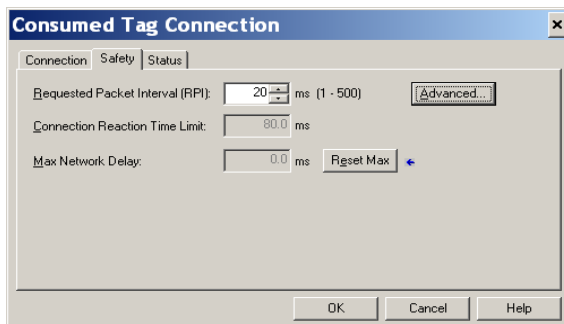 Consumed Tag Connection
Connection Safety Status
Requested Packet Interval (RPI): 20 ms (1 - 500) Advanced...
Connection Reaction Time Limit: 80.0 ms
Max Network Delay: 0.0 ms Reset Max
OK Cancel Help